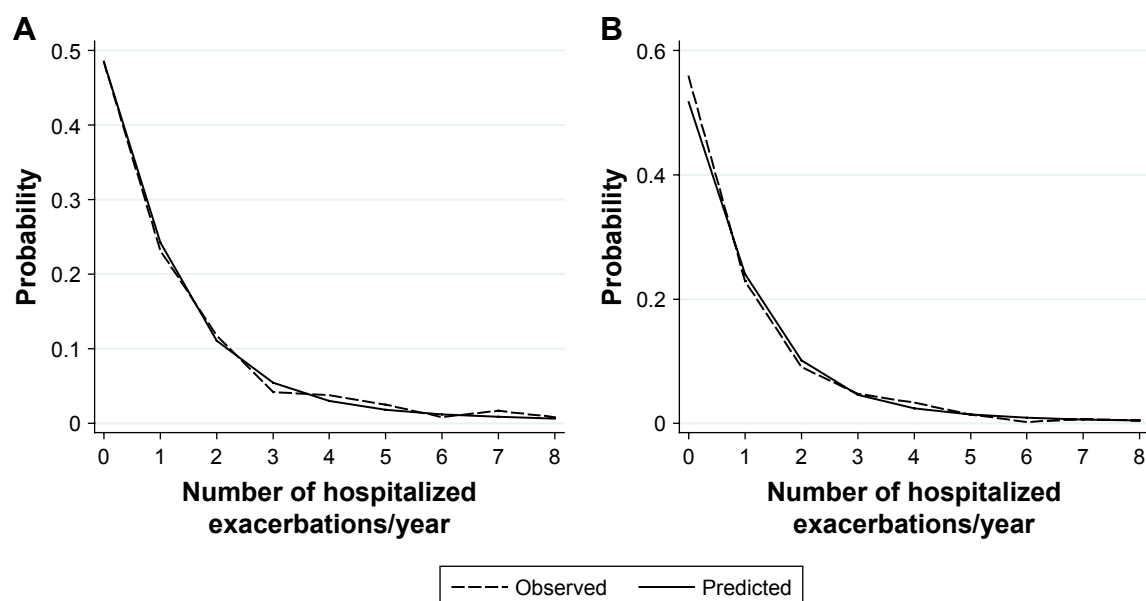 A
Probability
0.5
0.4
0.3
0.2
0.1
0
0 1 2 3 4 5 6 7 8
Number of hospitalized
exacerbations/year
B
Probability
0.6
0.4
0.2
0
0 1 2 3 4 5 6 7 8
Number of hospitalized
exacerbations/year
Observed Predicted